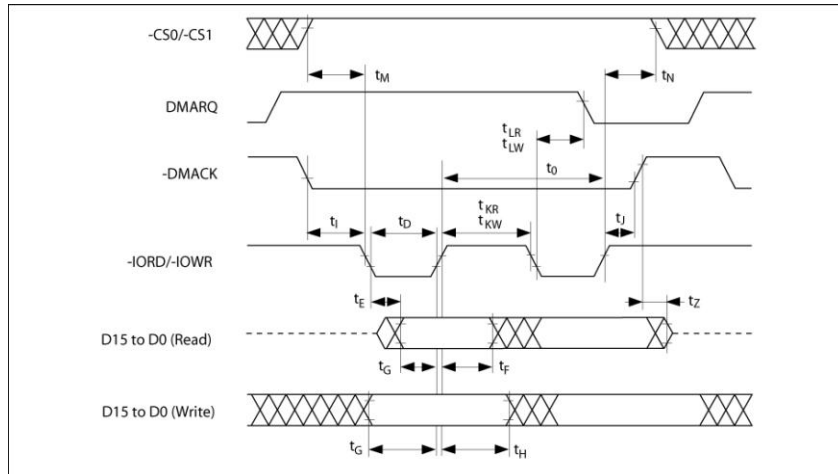 -CS0/-CS1
tM
tN
DMARQ
tLR
tLW
t0
-DMACK
tKR
tKW
tI
tD
tJ
-IORD/-IOWR
tE
tZ
D15 to D0 (Read)
tG
tF
D15 to D0 (Write)
tG
tH